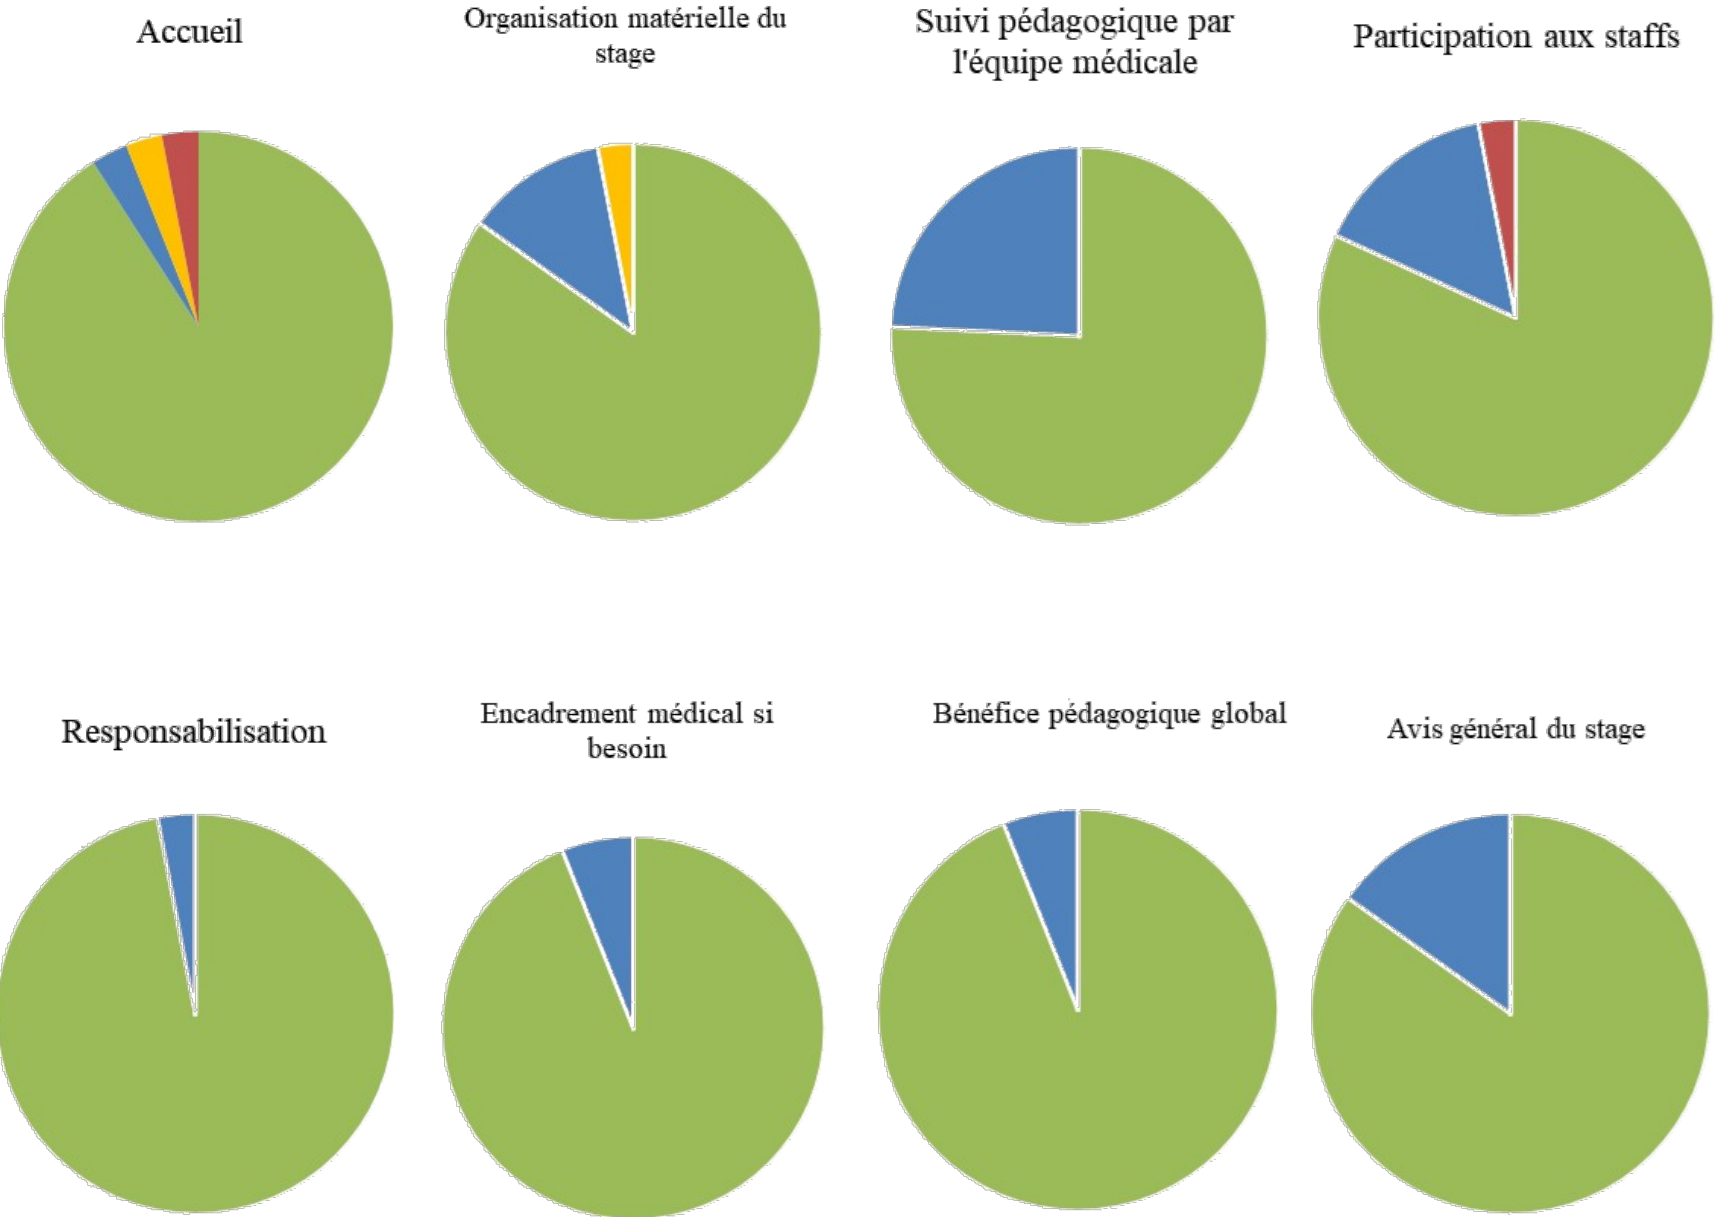 Accueil
Organisation matérielle du
stage
Suivi pédagogique par
l'équipe médicale
Participation aux staffs
Responsabilisation
Encadrement médical si
besoin
Bénéfice pédagogique global
Avis général du stage